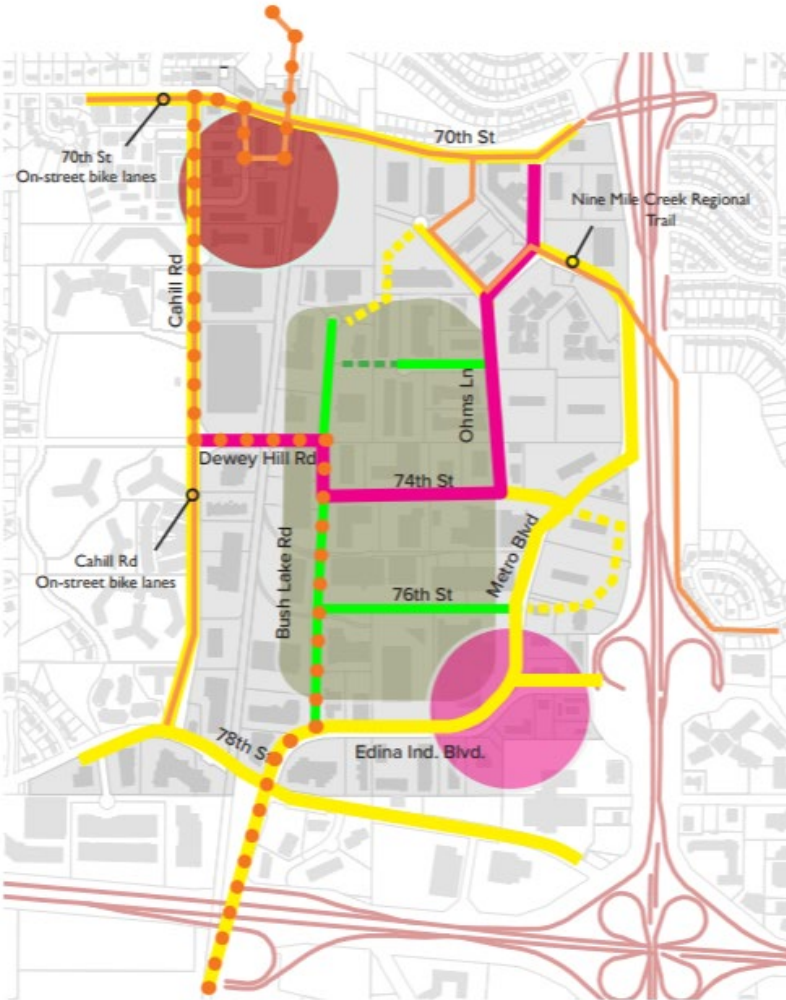 70th St
70th St
On-street bike lanes
Nine Mile Creek Regional
Trail
Cahill Rd
Ohms Ln
Dewey Hill Rd
74th St
Cahill Rd
On-street bike lanes
Bush Lake Rd
Metro Blvd
76th St
78th St
Edina Ind. Blvd.